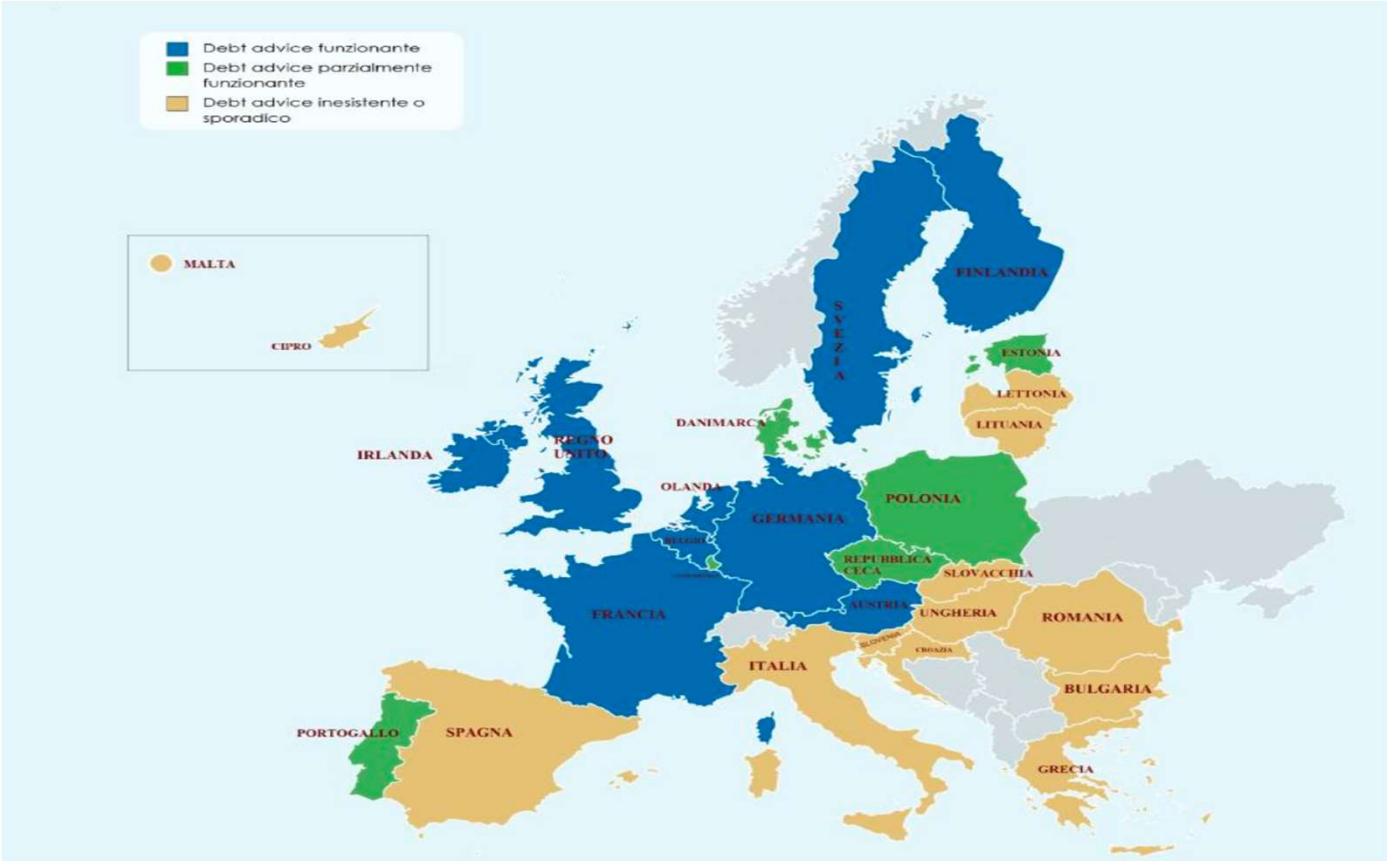 Debt advice funzionante
Debt advice parzialmente
funzionante
Debt advice inesistente o
sporadico
MALTA
CIPRO
FINLANDIA
SVEZIA
ESTONIA
LETTONIA
LITUANIA
DANIMARCA
IRLANDA
REGNO
UNITO
OLANDA
POLONIA
GERMANIA
BELGIO
REPUBBLICA
CECA
SLOVACCHIA
AUSTRIA
UNGHERIA
FRANCIA
ROMANIA
SLOVENIA
CROAZIA
ITALIA
BULGARIA
PORTOGALLO
SPAGNA
GRECIA